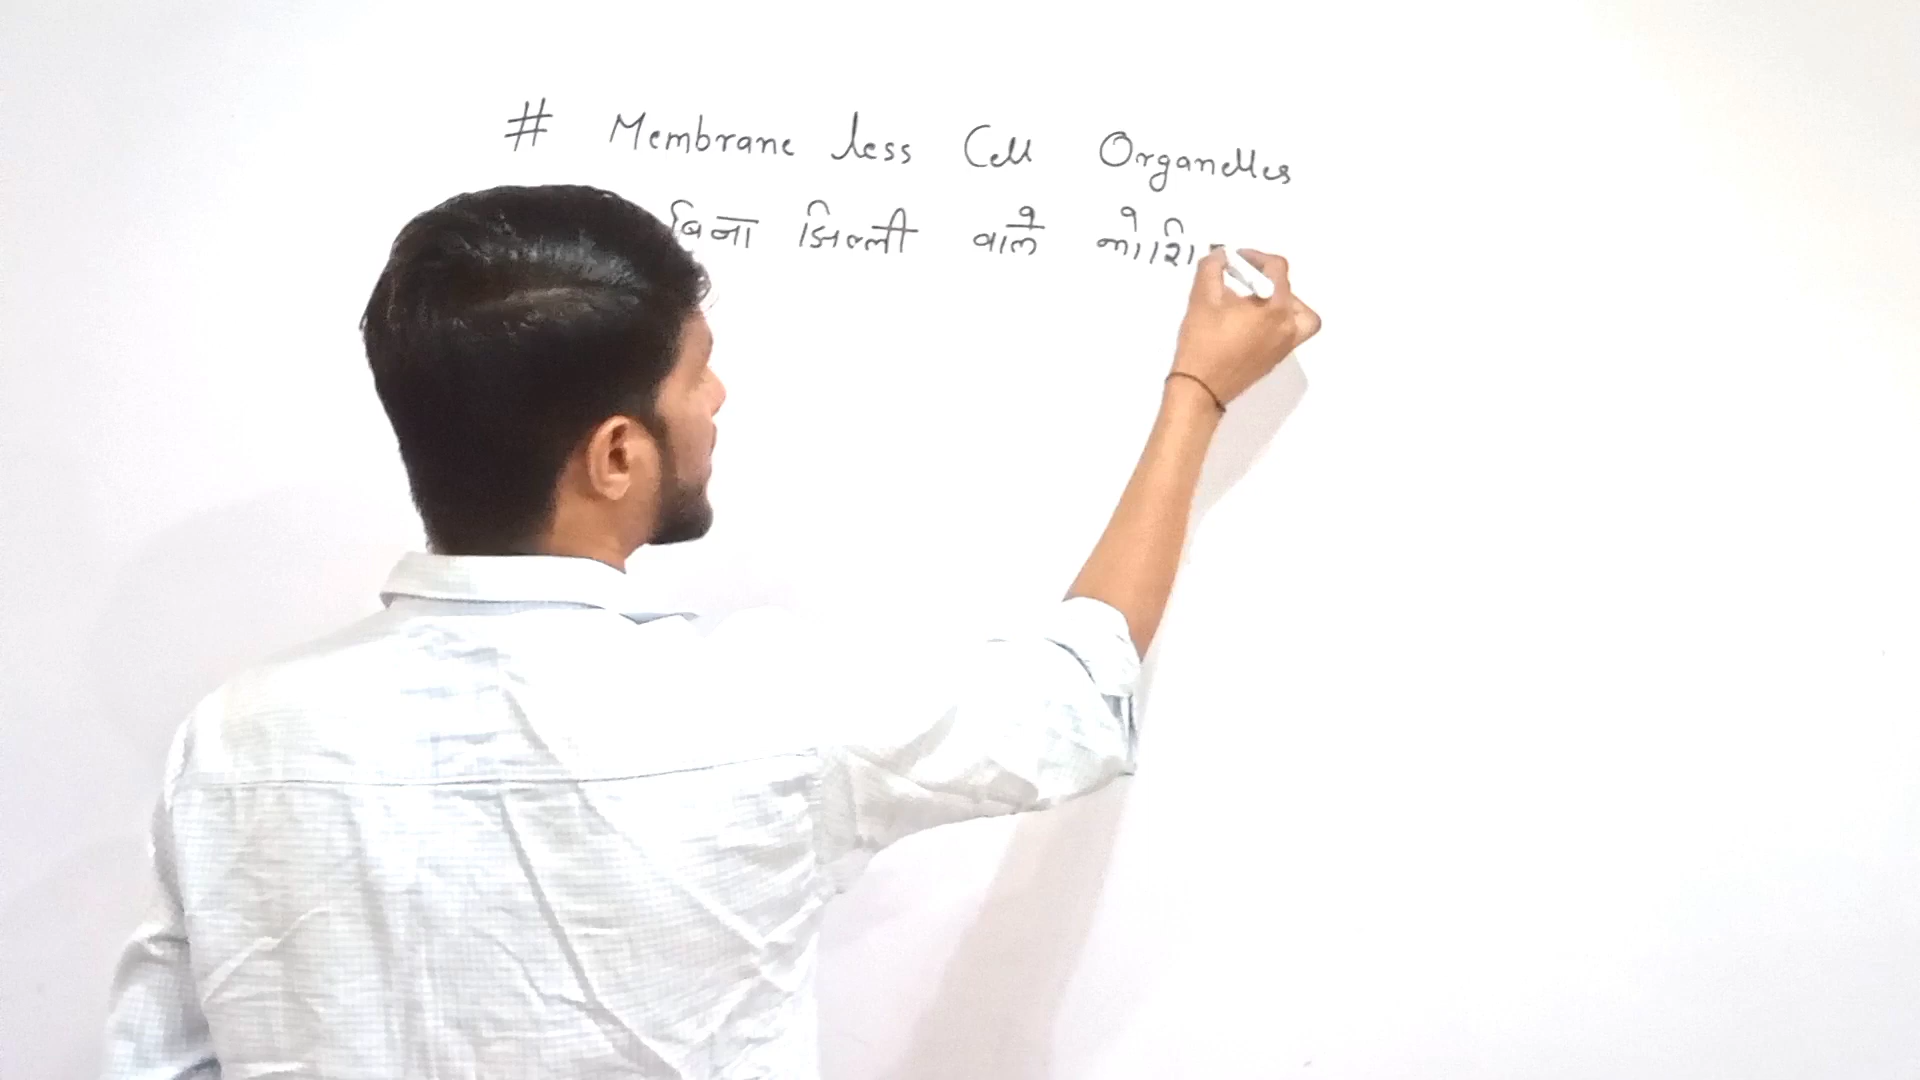 # Membrane less Cell Organelles
बिना झिल्ली वाले कोशि